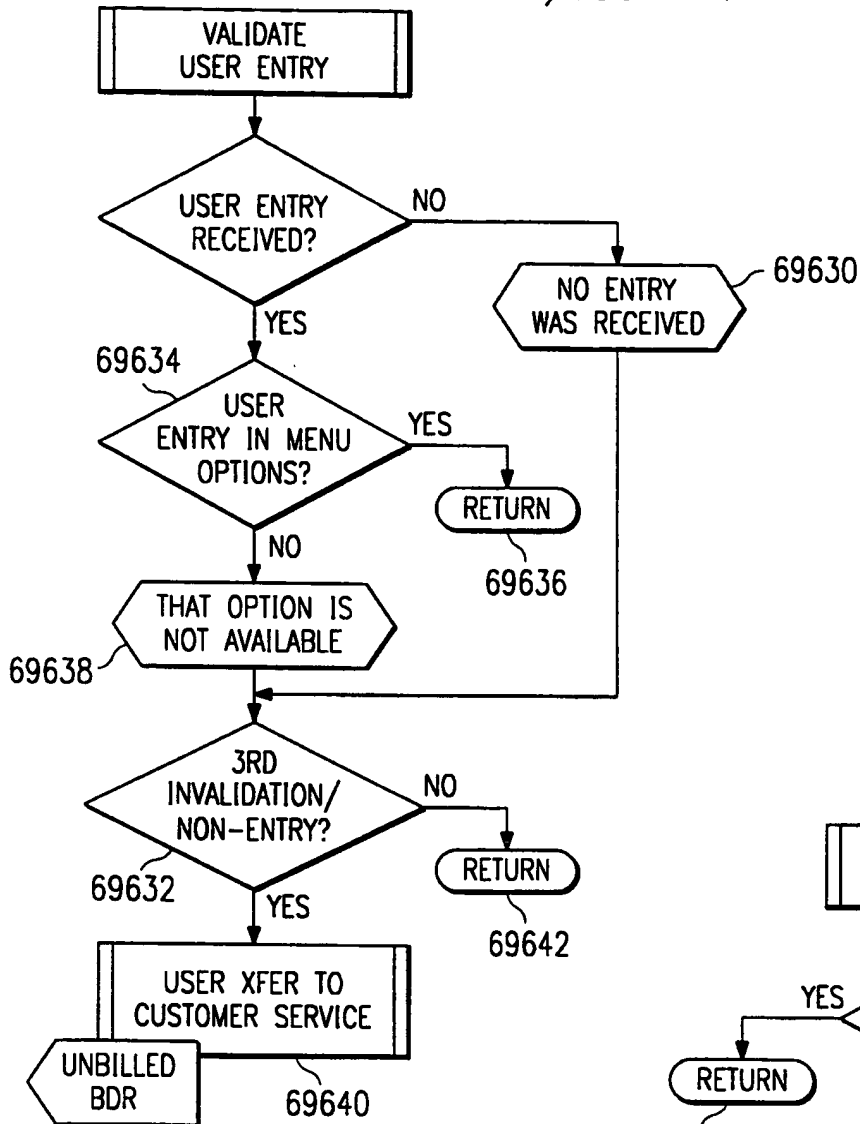 VALIDATE
USER ENTRY
USER ENTRY
RECEIVED?
NO
NO ENTRY
WAS RECEIVED
69630
YES
69634
USER
ENTRY IN MENU
OPTIONS?
YES
RETURN
69636
NO
THAT OPTION IS
NOT AVAILABLE
69638
3RD
INVALIDATION/
NON-ENTRY?
NO
RETURN
69642
69632
YES
USER XFER TO
CUSTOMER SERVICE
UNBILLED
BDR
69640
YES
RETURN